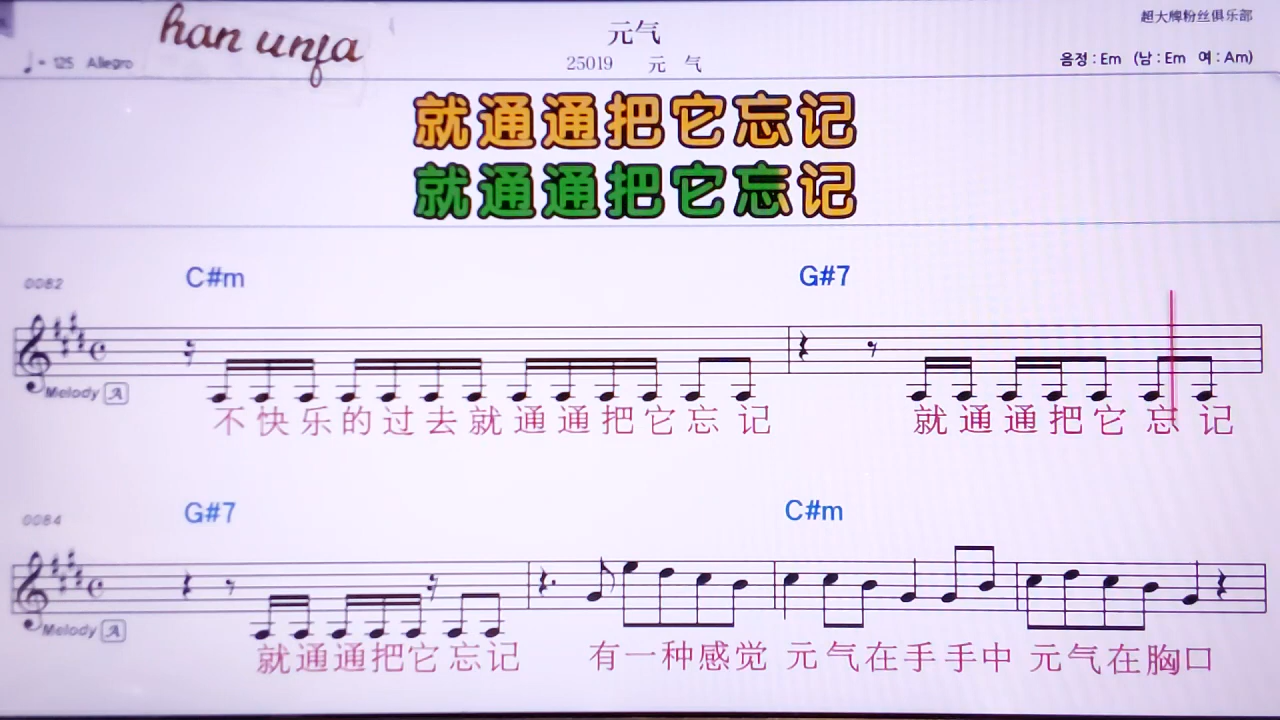 han unfa
元气
超大牌粉丝俱乐部
♩= 125 Allegro
25019 元 气
음정 : Em (남 : Em 여 : Am)
就通通把它忘记
就通通把它忘记
0082
C#m G#7
Melody A
不快乐的过去就通通把它忘记 就通通把它忘记
0084
G#7 C#m
Melody A
就通通把它忘记 有一种感觉 元气在手手中 元气在胸口